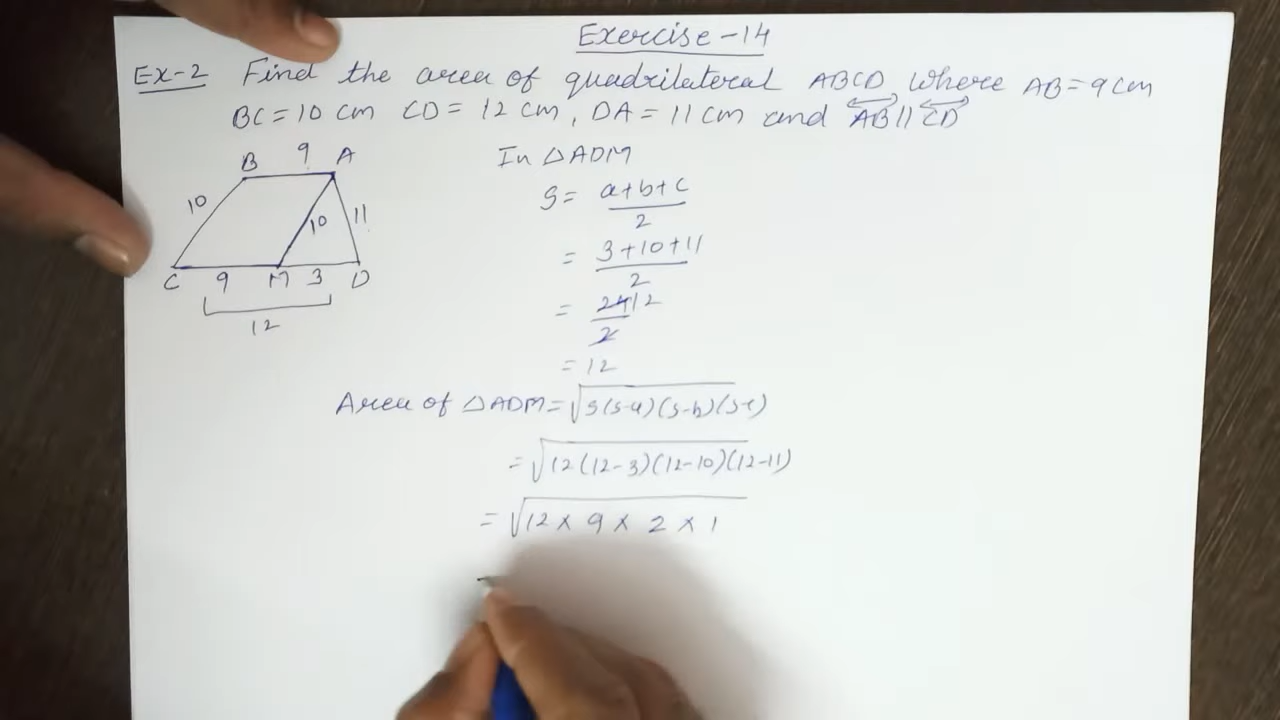 Exercise-14
Ex-2 Find the area of quadrilateral ABCD, Where AB=9cm
BC=10 cm CD=12 cm, DA=11 cm and AB∥CD
B 9 A
10
10 11
C 9 M 3 D
12
In △ADM
S= a+b+c
2
= 3+10+11
2
= 24 12
2
=12
Area of △ADM=√s(s-a)(s-b)(s-c)
=√12(12-3)(12-10)(12-11)
=√12 × 9 × 2 × 1